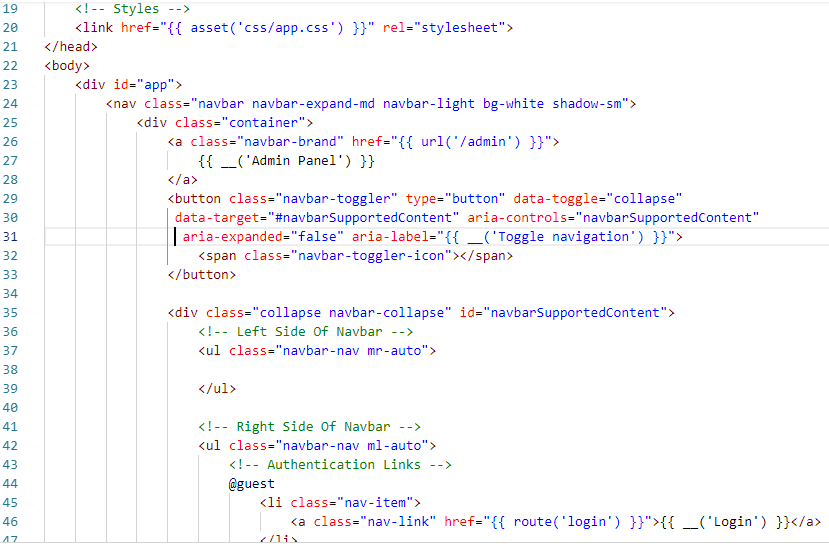 19 <!-- Styles -->
20 <link href="{{ asset('css/app.css') }}" rel="stylesheet">
21 </head>
22 <body>
23 <div id="app">
24 <nav class="navbar navbar-expand-md navbar-light bg-white shadow-sm">
25 <div class="container">
26 <a class="navbar-brand" href="{{ url('/admin') }}">
27 {{ __('Admin Panel') }}
28 </a>
29 <button class="navbar-toggler" type="button" data-toggle="collapse"
30 data-target="#navbarSupportedContent" aria-controls="navbarSupportedContent"
31 aria-expanded="false" aria-label="{{ __('Toggle navigation') }}">
32 <span class="navbar-toggler-icon"></span>
33 </button>
34
35 <div class="collapse navbar-collapse" id="navbarSupportedContent">
36 <!-- Left Side Of Navbar -->
37 <ul class="navbar-nav mr-auto">
38
39 </ul>
40
41 <!-- Right Side Of Navbar -->
42 <ul class="navbar-nav ml-auto">
43 <!-- Authentication Links -->
44 @guest
45 <li class="nav-item">
46 <a class="nav-link" href="{{ route('login') }}">{{ __('Login') }}</a>
47 </li>